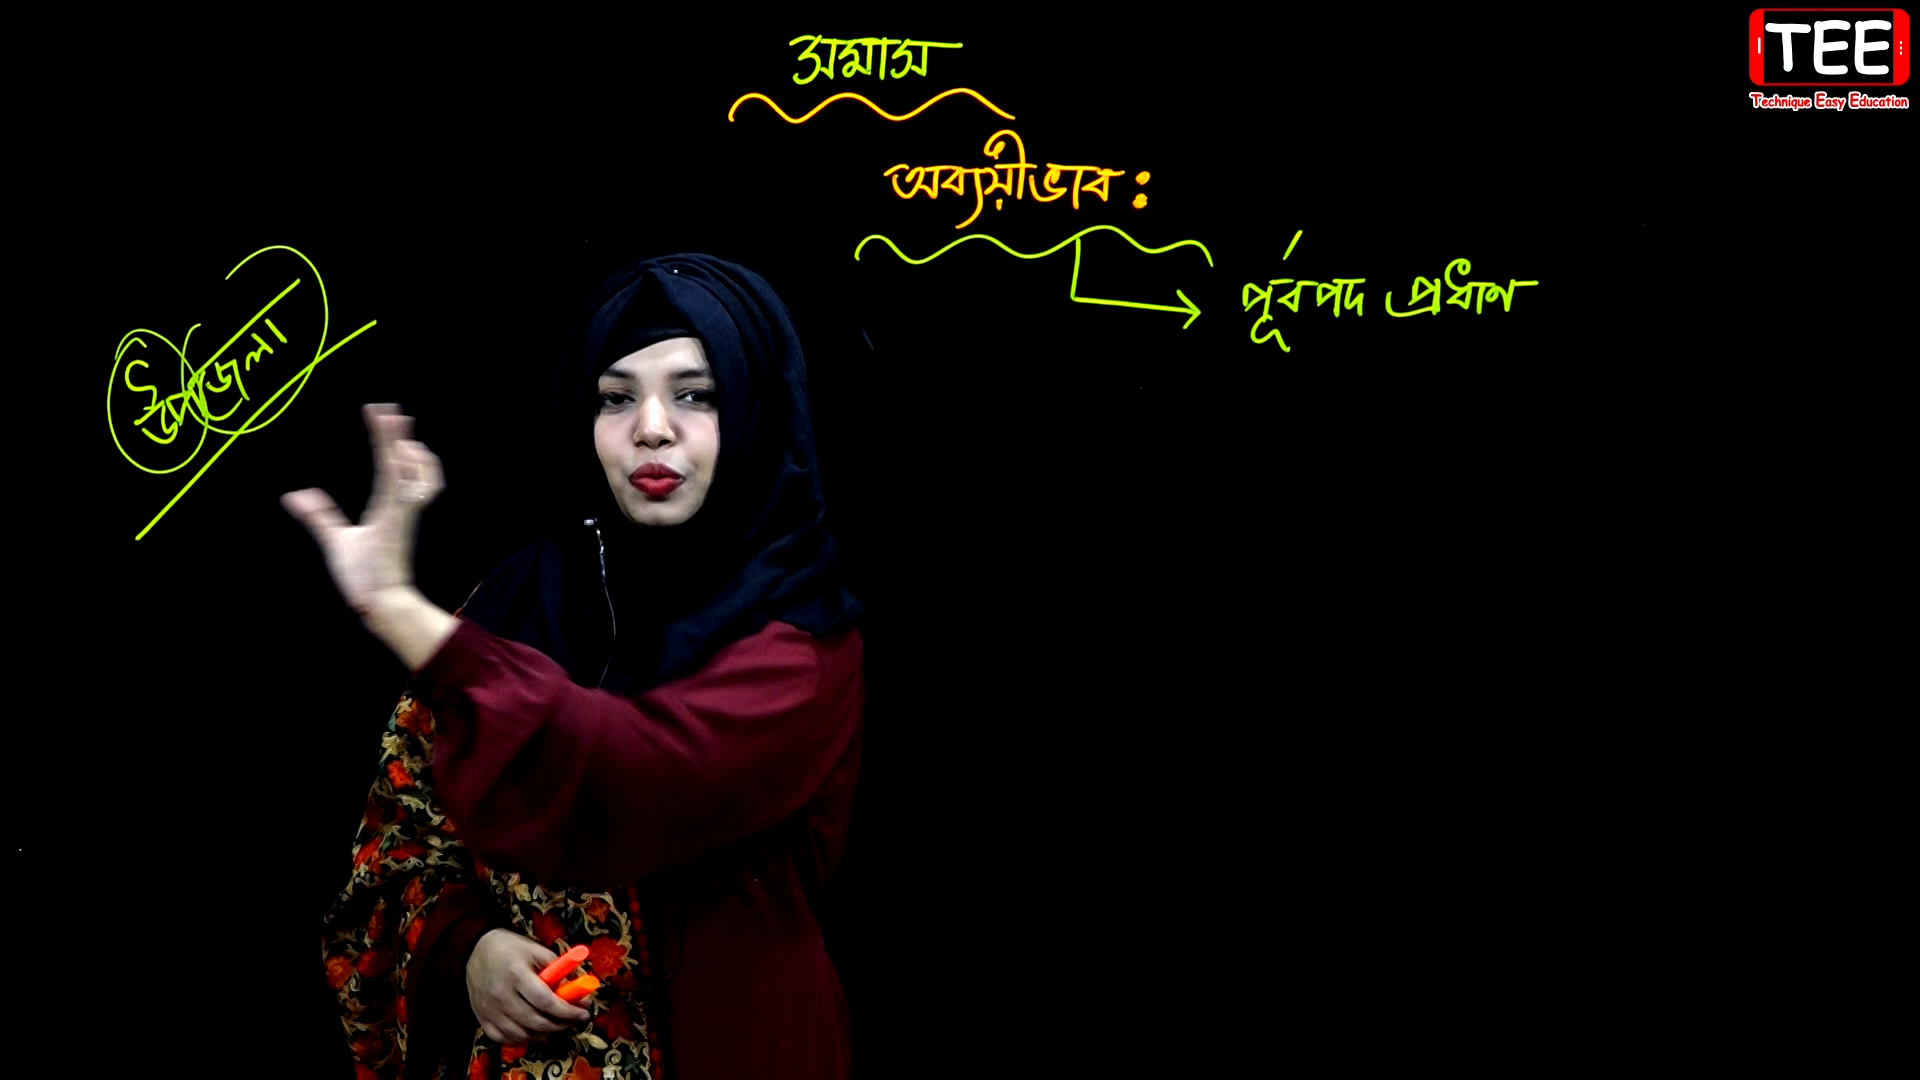 সমাস
TEE
Technique Easy Education
অব্যয়ীভাব :
পূর্বপদ প্রধান
উপজেলা